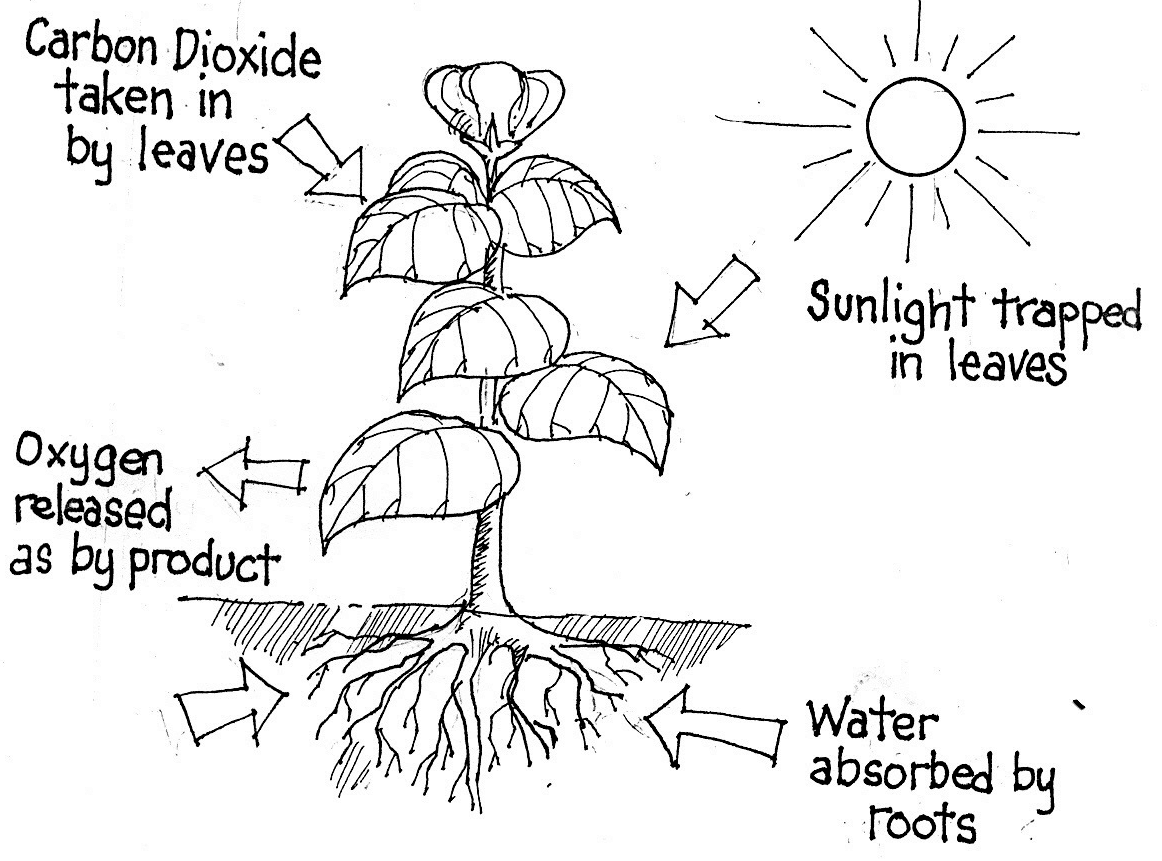 Carbon Dioxide
taken in
by leaves
Sunlight trapped
in leaves
Oxygen
released
as by product
Water
absorbed by
roots